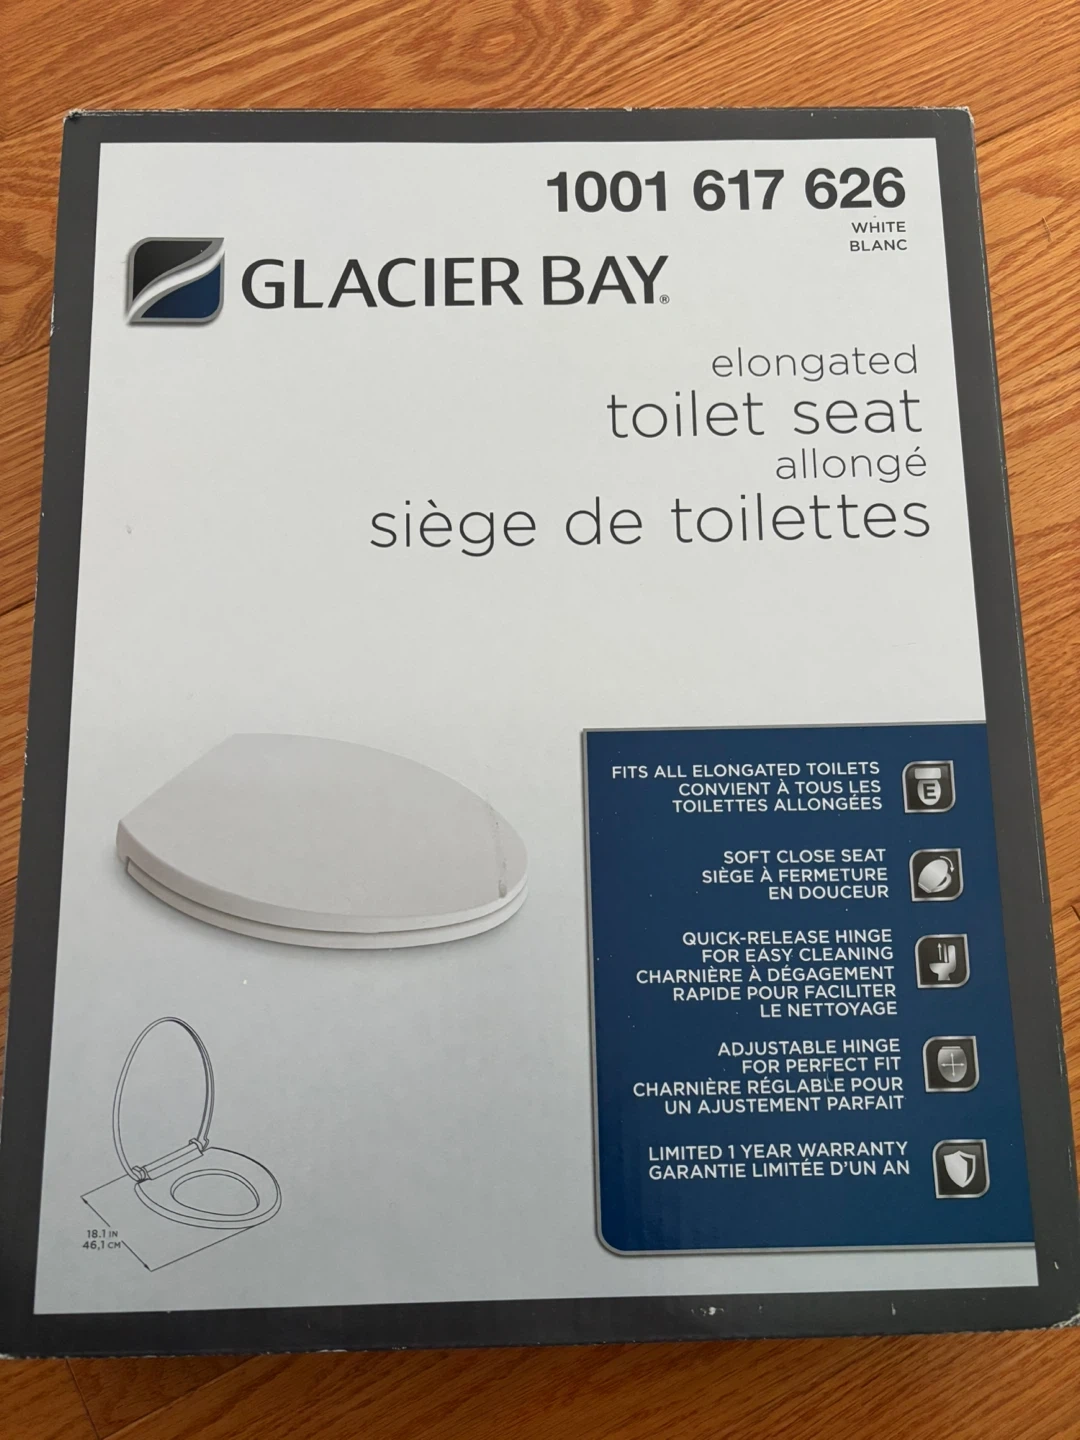 1001 617 626
WHITE
BLANC
GLACIER BAY®
elongated
toilet seat
allongé
siège de toilettes
FITS ALL ELONGATED TOILETS
CONVIENT À TOUS LES
TOILETTES ALLONGÉES
E
SOFT CLOSE SEAT
SIÈGE À FERMETURE
EN DOUCEUR
QUICK-RELEASE HINGE
FOR EASY CLEANING
CHARNIÈRE À DÉGAGEMENT
RAPIDE POUR FACILITER
LE NETTOYAGE
ADJUSTABLE HINGE
FOR PERFECT FIT
CHARNIÈRE RÉGLABLE POUR
UN AJUSTEMENT PARFAIT
LIMITED 1 YEAR WARRANTY
GARANTIE LIMITÉE D'UN AN
18.1 IN
46,1 CM